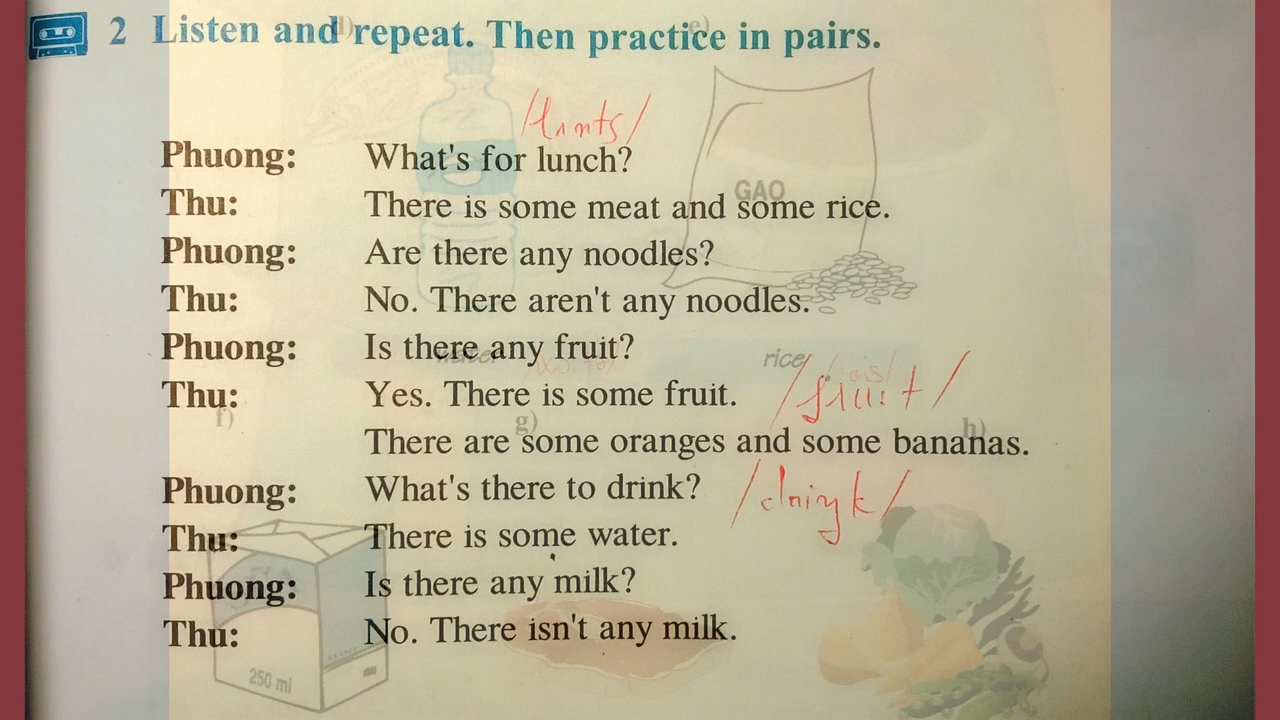 2 Listen and repeat. Then practice in pairs.
Phuong: What's for lunch?
Thu: There is some meat and some rice.
GAO
Phuong: Are there any noodles?
Thu: No. There aren't any noodles.
Phuong: Is there any fruit?
water
rice
Thu: Yes. There is some fruit.
f)
g)
h)
There are some oranges and some bananas.
Phuong: What's there to drink?
Thu: There is some water.
Phuong: Is there any milk?
Thu: No. There isn't any milk.
250 ml